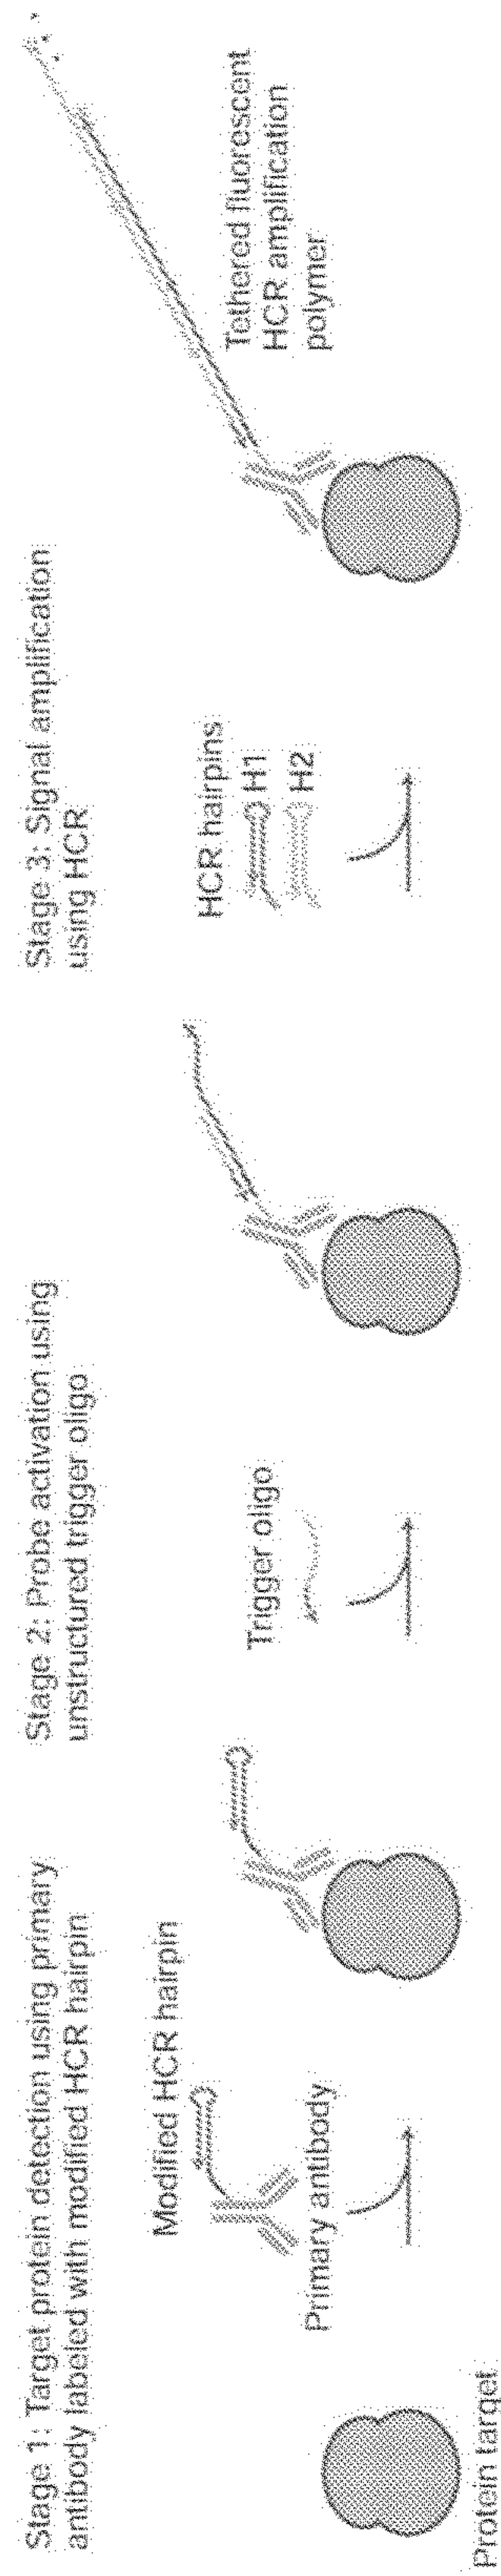 Stage 1: Target protein detection using primary
antibody labeled with modified HCR hairpin
Modified HCR hairpin
Primary antibody
Protein target
Stage 2: Probe activation using
unstructured trigger oligo
Trigger oligo
Stage 3: Signal amplification
using HCR
HCR hairpins
H1
H2
Tethered fluorescent
HCR amplification
polymer